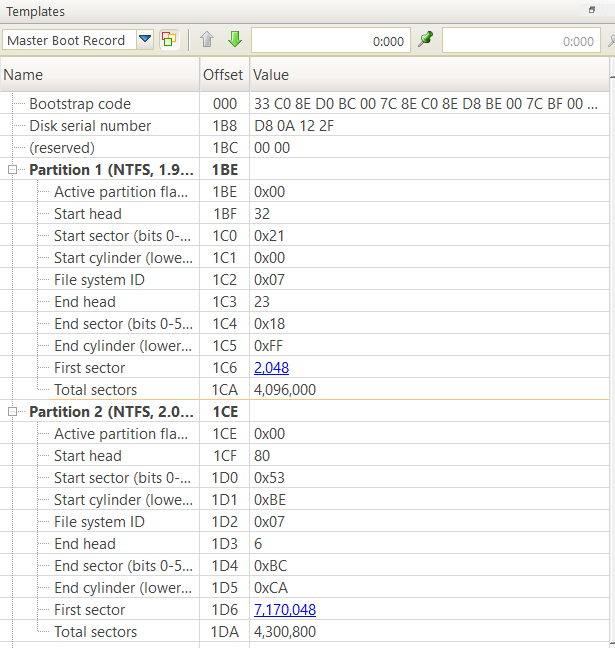 Templates
Master Boot Record 0:000 0:000
Name Offset Value
Bootstrap code 000 33 C0 8E D0 BC 00 7C 8E C0 8E D8 BE 00 7C BF 00 ...
Disk serial number 1B8 D8 0A 12 2F
(reserved) 1BC 00 00
Partition 1 (NTFS, 1.9... 1BE
Active partition fla... 1BE 0x00
Start head 1BF 32
Start sector (bits 0-... 1C0 0x21
Start cylinder (lowe... 1C1 0x00
File system ID 1C2 0x07
End head 1C3 23
End sector (bits 0-5... 1C4 0x18
End cylinder (lower... 1C5 0xFF
First sector 1C6 2,048
Total sectors 1CA 4,096,000
Partition 2 (NTFS, 2.0... 1CE
Active partition fla... 1CE 0x00
Start head 1CF 80
Start sector (bits 0-... 1D0 0x53
Start cylinder (lowe... 1D1 0xBE
File system ID 1D2 0x07
End head 1D3 6
End sector (bits 0-... 1D4 0xBC
End cylinder (lower... 1D5 0xCA
First sector 1D6 7,170,048
Total sectors 1DA 4,300,800